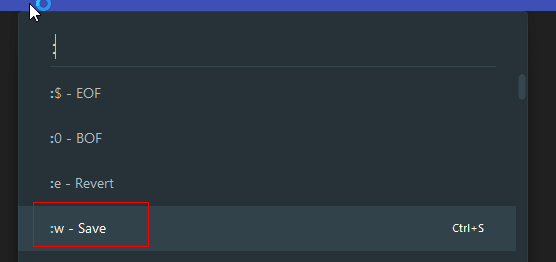 :
:$ - EOF
:0 - BOF
:e - Revert
:w - Save Ctrl+S